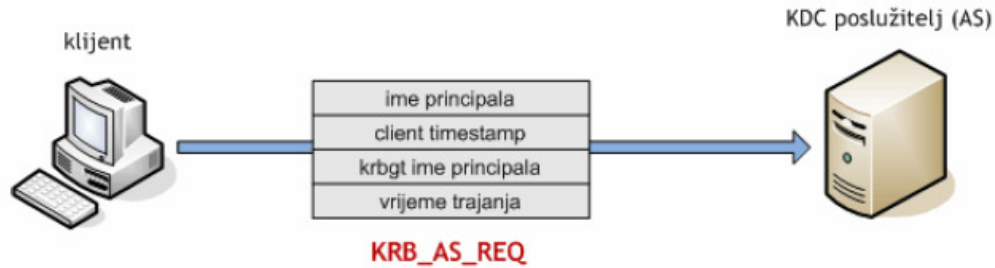 KDC poslužitelj (AS)
klijent
ime principala
client timestamp
krbgt ime principala
vrijeme trajanja
KRB_AS_REQ